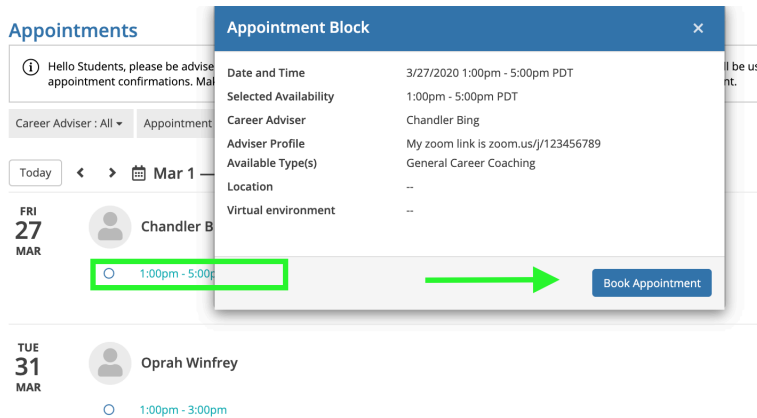 Appointments
Appointment Block
×
Hello Students, please be advise
ll be us
appointment confirmations. Mak
nt.
Date and Time 3/27/2020 1:00pm - 5:00pm PDT
Selected Availability 1:00pm - 5:00pm PDT
Career Adviser Chandler Bing
Adviser Profile My zoom link is zoom.us/j/123456789
Available Type(s) General Career Coaching
Location --
Virtual environment --
Book Appointment
Career Adviser : All
Appointment
Today
Mar 1 —
FRI
27
MAR
Chandler B
1:00pm - 5:00p
TUE
31
MAR
Oprah Winfrey
1:00pm - 3:00pm